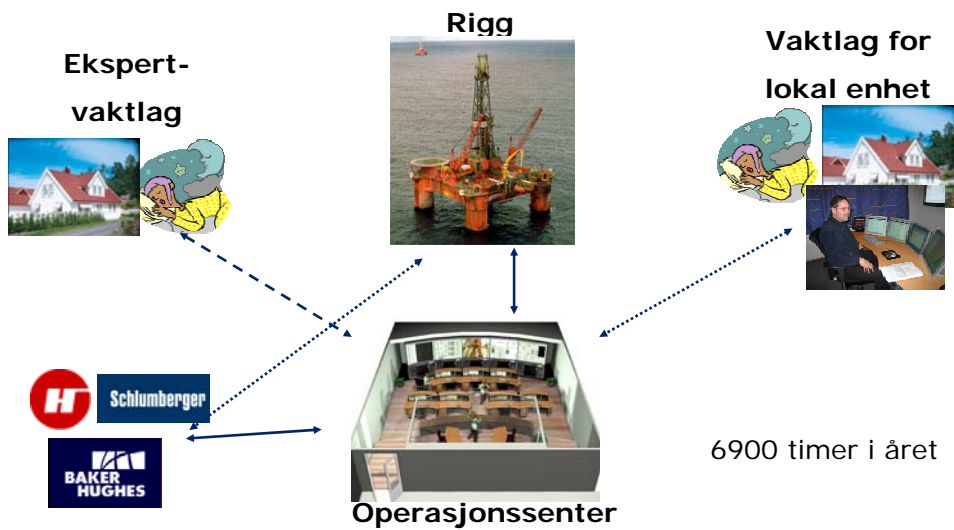 Rigg
Ekspert-
vaktlag
Vaktlag for
lokal enhet
H
Schlumberger
BAKER
HUGHES
6900 timer i året
Operasjonssenter